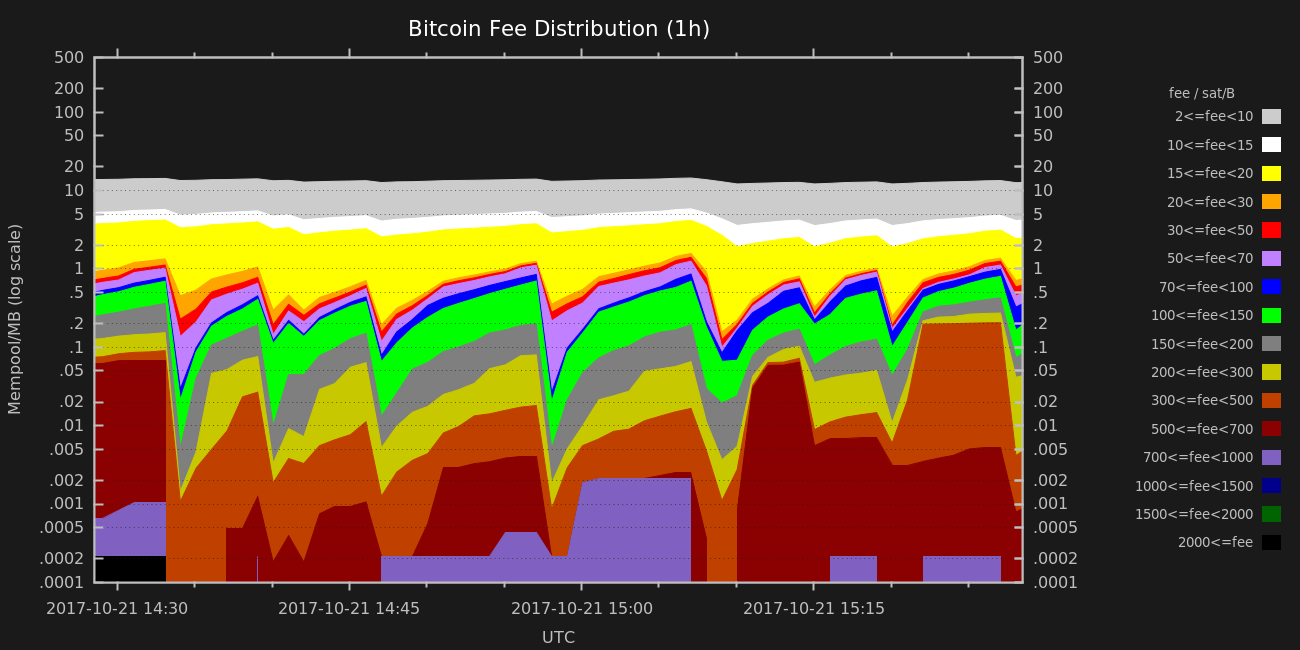 Bitcoin Fee Distribution (1h)
500 500
200 200
100 100
50 50
20 20
10 10
5 5
2 2
1 1
.5 .5
.2 .2
.1 .1
.05 .05
.02 .02
.01 .01
.005 .005
.002 .002
.001 .001
.0005 .0005
.0002 .0002
.0001 .0001
Mempool/MB (log scale)
2017-10-21 14:30 2017-10-21 14:45 2017-10-21 15:00 2017-10-21 15:15
UTC
fee / sat/B
2<=fee<10
10<=fee<15
15<=fee<20
20<=fee<30
30<=fee<50
50<=fee<70
70<=fee<100
100<=fee<150
150<=fee<200
200<=fee<300
300<=fee<500
500<=fee<700
700<=fee<1000
1000<=fee<1500
1500<=fee<2000
2000<=fee